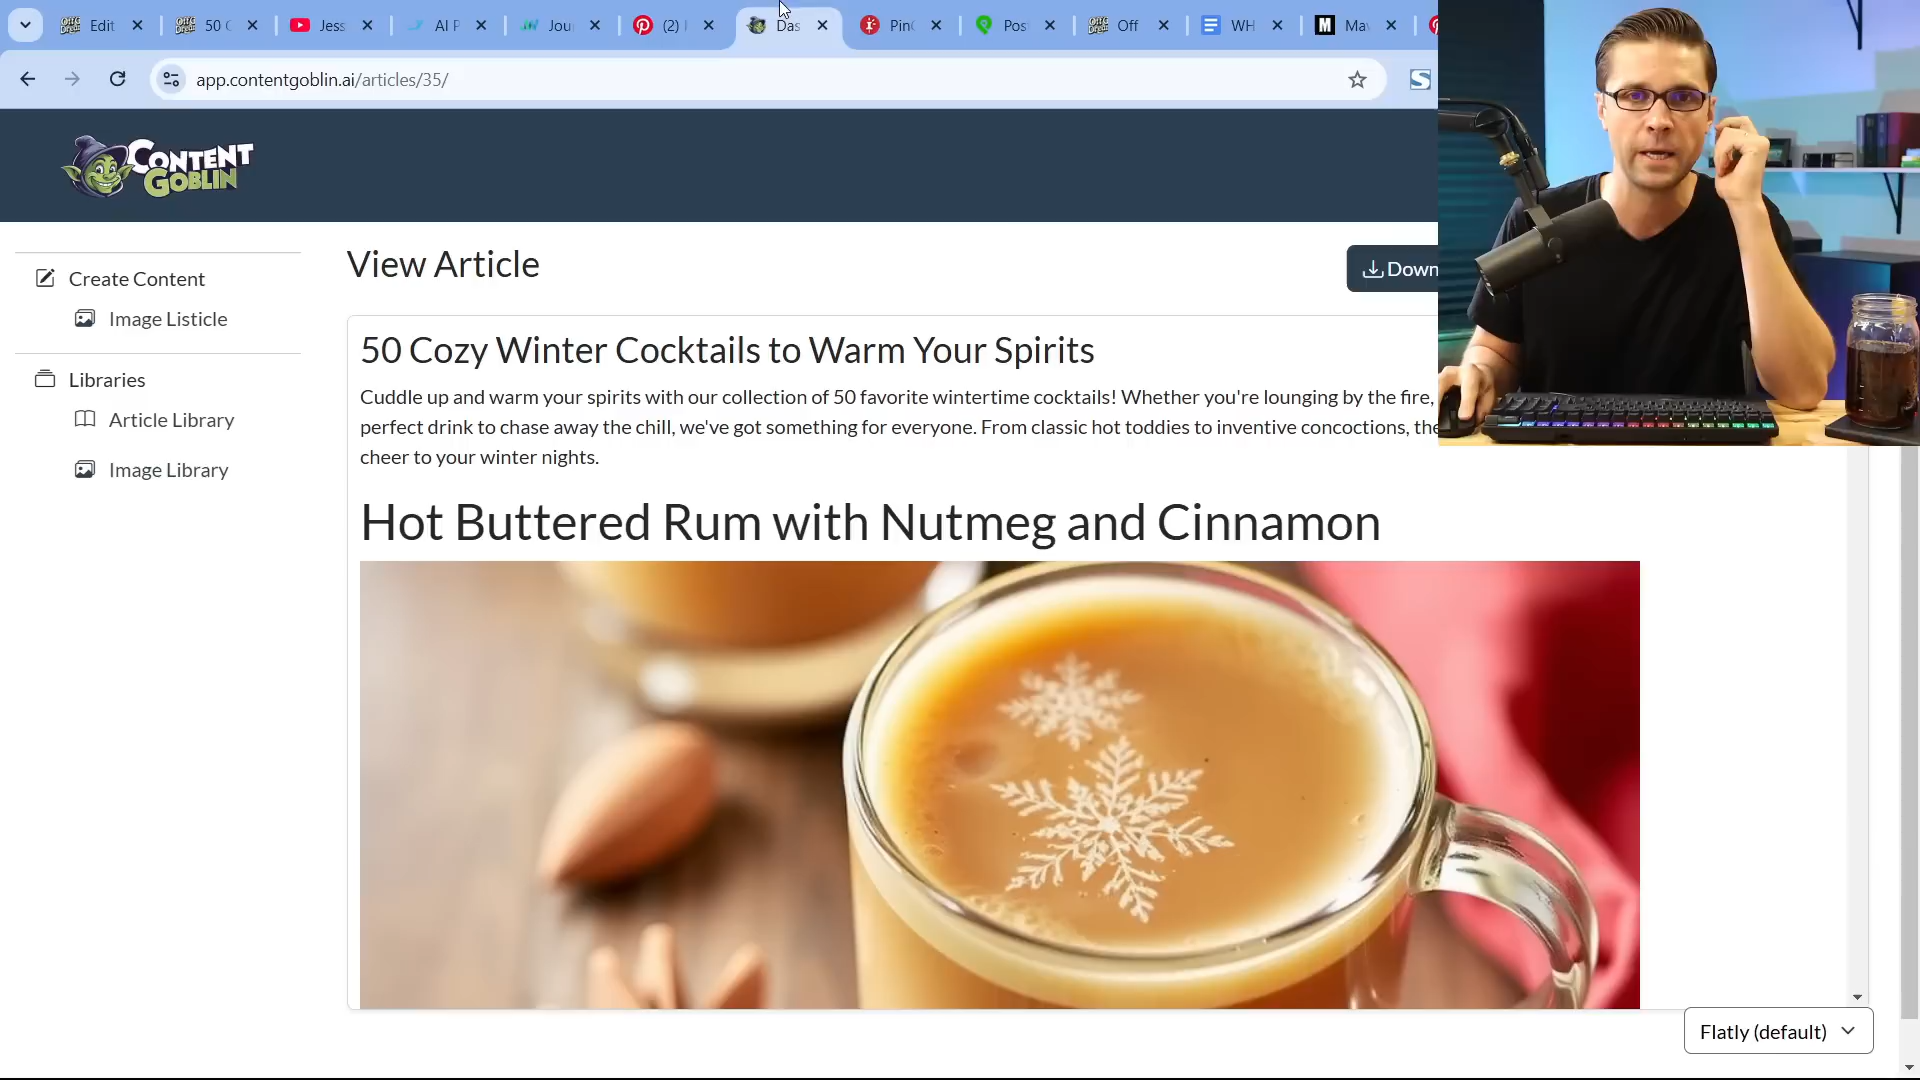 Edit
50
Jess
AI P
Jou
(2)
Das
Pin
Pos
Off
WH
Ma
app.contentgoblin.ai/articles/35/
S
CONTENT
GOBLIN
View Article
Down
Create Content
Image Listicle
Libraries
Article Library
Image Library
50 Cozy Winter Cocktails to Warm Your Spirits
Cuddle up and warm your spirits with our collection of 50 favorite wintertime cocktails! Whether you're lounging by the fire,
perfect drink to chase away the chill, we've got something for everyone. From classic hot toddies to inventive concoctions, the
cheer to your winter nights.
Hot Buttered Rum with Nutmeg and Cinnamon
Flatly (default)